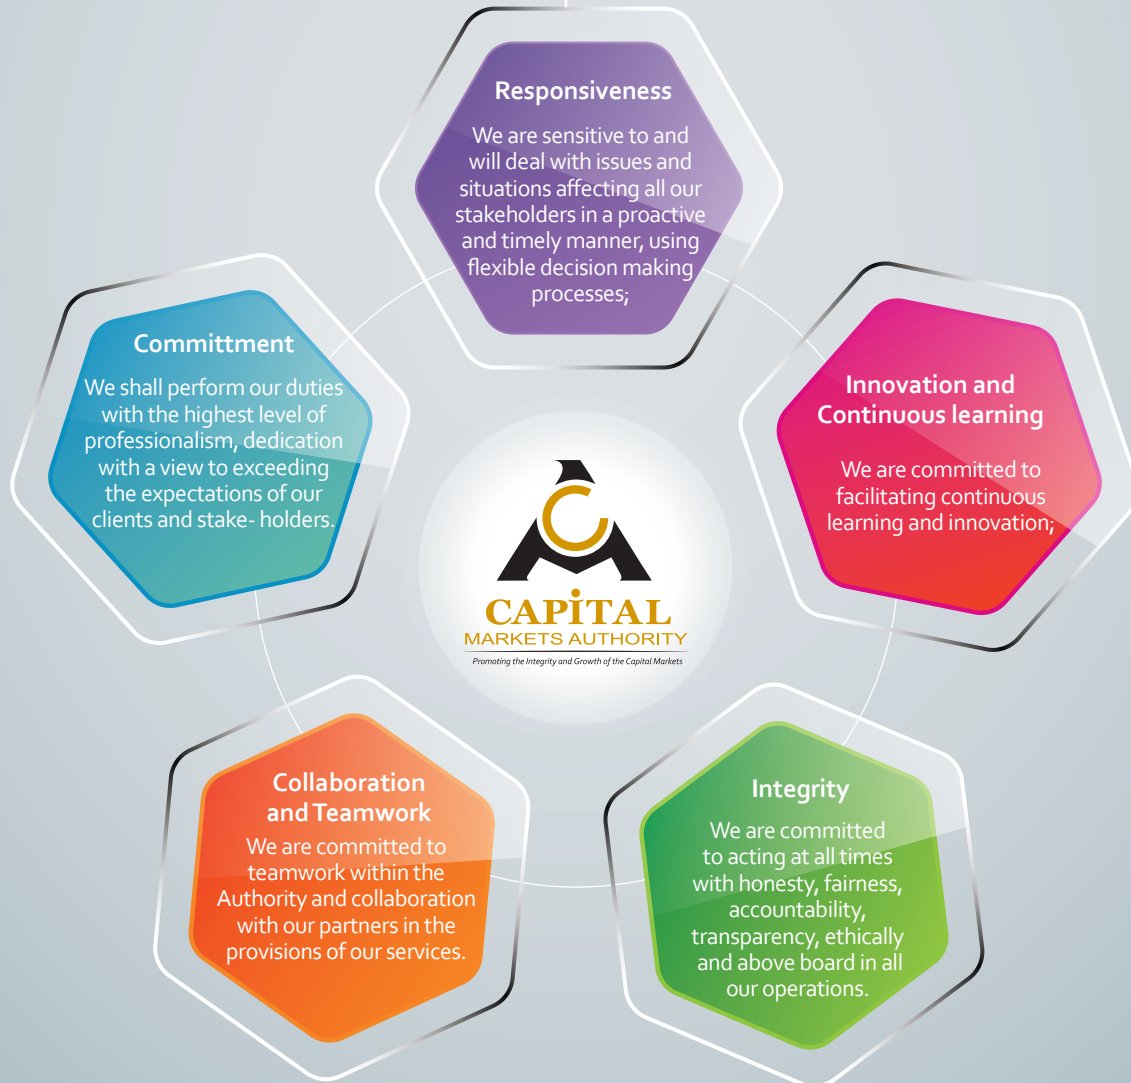 Responsiveness
We are sensitive to and
will deal with issues and
situations affecting all our
stakeholders in a proactive
and timely manner, using
flexible decision making
processes;
Committment
We shall perform our duties
with the highest level of
professionalism, dedication
with a view to exceeding
the expectations of our
clients and stake- holders.
Innovation and
Continuous learning
We are committed to
facilitating continuous
learning and innovation;
CAPITAL
MARKETS AUTHORITY
Promoting the Integrity and Growth of the Capital Markets
Collaboration
and Teamwork
We are committed to
teamwork within the
Authority and collaboration
with our partners in the
provisions of our services.
Integrity
We are committed
to acting at all times
with honesty, fairness,
accountability,
transparency, ethically
and above board in all
our operations.